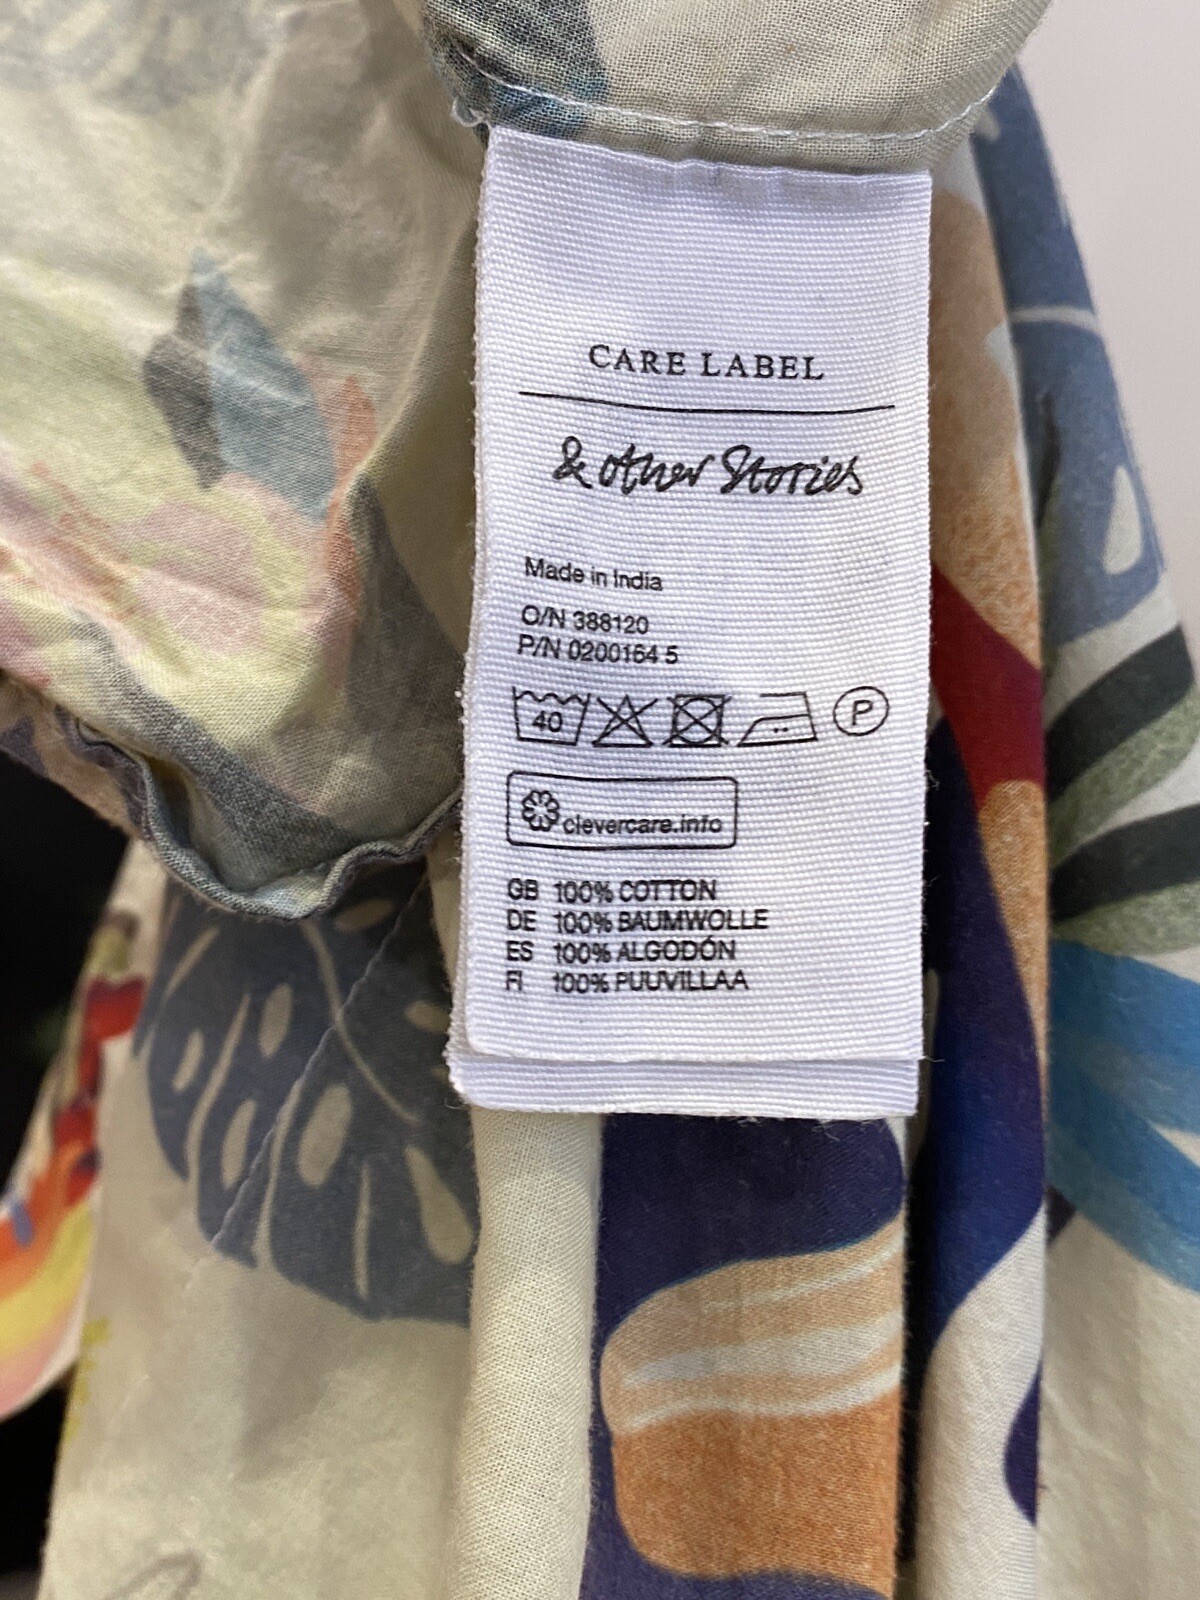 CARE LABEL
& other Stories
Made in India
O/N 388120
P/N 0200164 5
40 P
clevercare.info
GB 100% COTTON
DE 100% BAUMWOLLE
ES 100% ALGODÓN
FI 100% PUUVILLAA